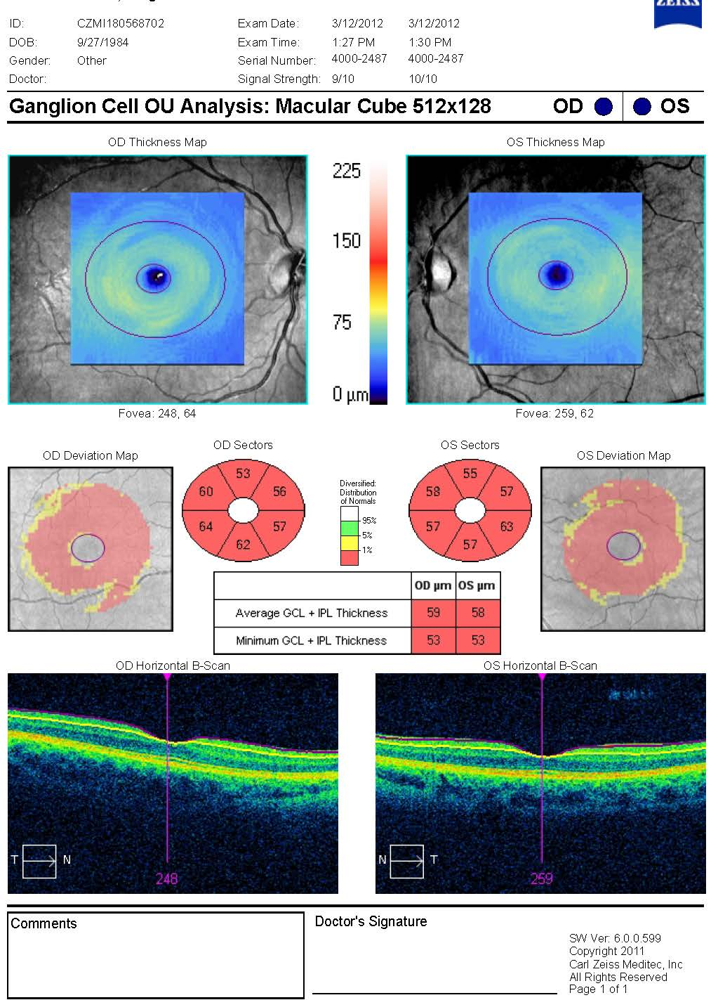 ZEISS
ID: CZMI180568702 Exam Date: 3/12/2012 3/12/2012
DOB: 9/27/1984 Exam Time: 1:27 PM 1:30 PM
Gender: Other Serial Number: 4000-2487 4000-2487
Doctor: Signal Strength: 9/10 10/10
Ganglion Cell OU Analysis: Macular Cube 512x128 OD OS
OD Thickness Map OS Thickness Map
225
150
75
0 µm
Fovea: 248, 64 Fovea: 259, 62
OD Deviation Map OD Sectors OS Sectors OS Deviation Map
53
60 56
64 57
62
Diversified:
Distribution
of Normals
95%
5%
1%
55
58 57
57 63
57
OD µm OS µm
Average GCL + IPL Thickness 59 58
Minimum GCL + IPL Thickness 53 53
OD Horizontal B-Scan OS Horizontal B-Scan
T N N T
248 259
Comments Doctor's Signature
SW Ver: 6.0.0.599
Copyright 2011
Carl Zeiss Meditec, Inc
All Rights Reserved
Page 1 of 1